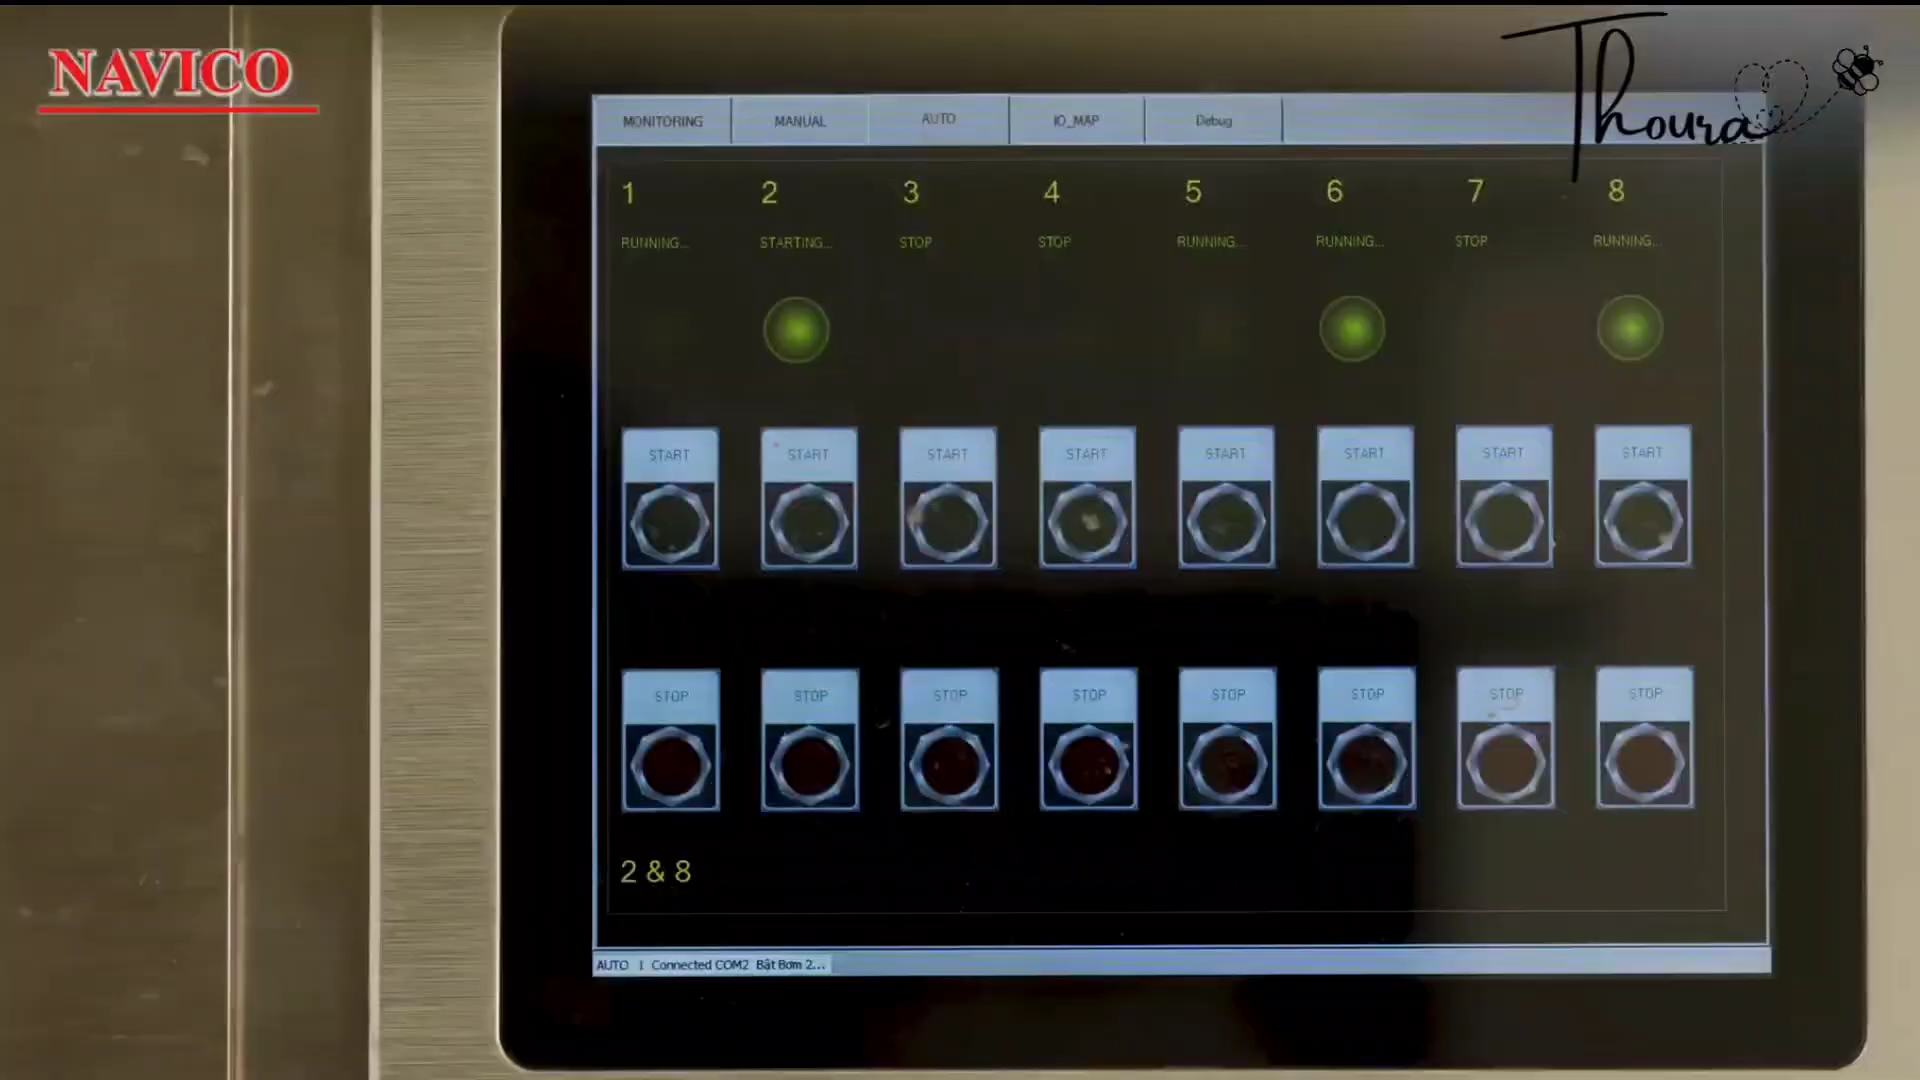 NAVICO
Thoura
MONITORING MANUAL AUTO IO_MAP Debug
1 2 3 4 5 6 7 8
RUNNING... STARTING... STOP STOP RUNNING... RUNNING... STOP RUNNING...
START START START START START START START START
STOP STOP STOP STOP STOP STOP STOP STOP
2 & 8
AUTO | Connected COM2 Bật Bơm 2...